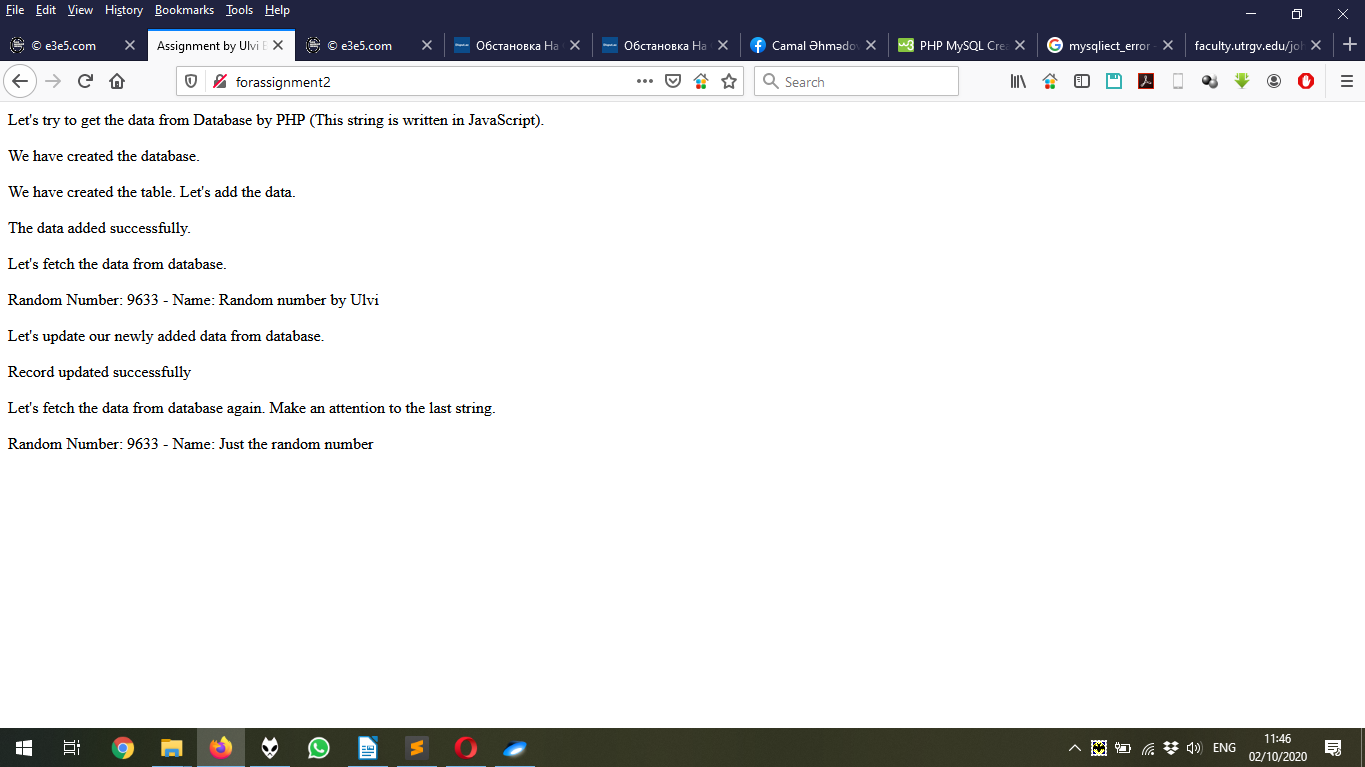 File Edit View History Bookmarks Tools Help
© e3e5.com
Assignment by Ulvi
© e3e5.com
Обстановка На
Обстановка На
Camal Əhmədov
PHP MySQL Crea
mysqliect_error
faculty.utrgv.edu/joh
forassignment2
Search
Let's try to get the data from Database by PHP (This string is written in JavaScript).
We have created the database.
We have created the table. Let's add the data.
The data added successfully.
Let's fetch the data from database.
Random Number: 9633 - Name: Random number by Ulvi
Let's update our newly added data from database.
Record updated successfully
Let's fetch the data from database again. Make an attention to the last string.
Random Number: 9633 - Name: Just the random number
ENG
11:46
02/10/2020